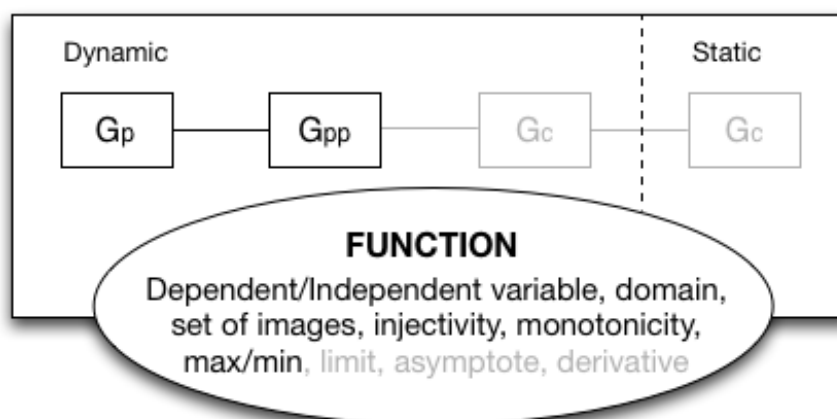 Dynamic Static
Gp Gpp Gc Gc
FUNCTION
Dependent/Independent variable, domain,
set of images, injectivity, monotonicity,
max/min, limit, asymptote, derivative